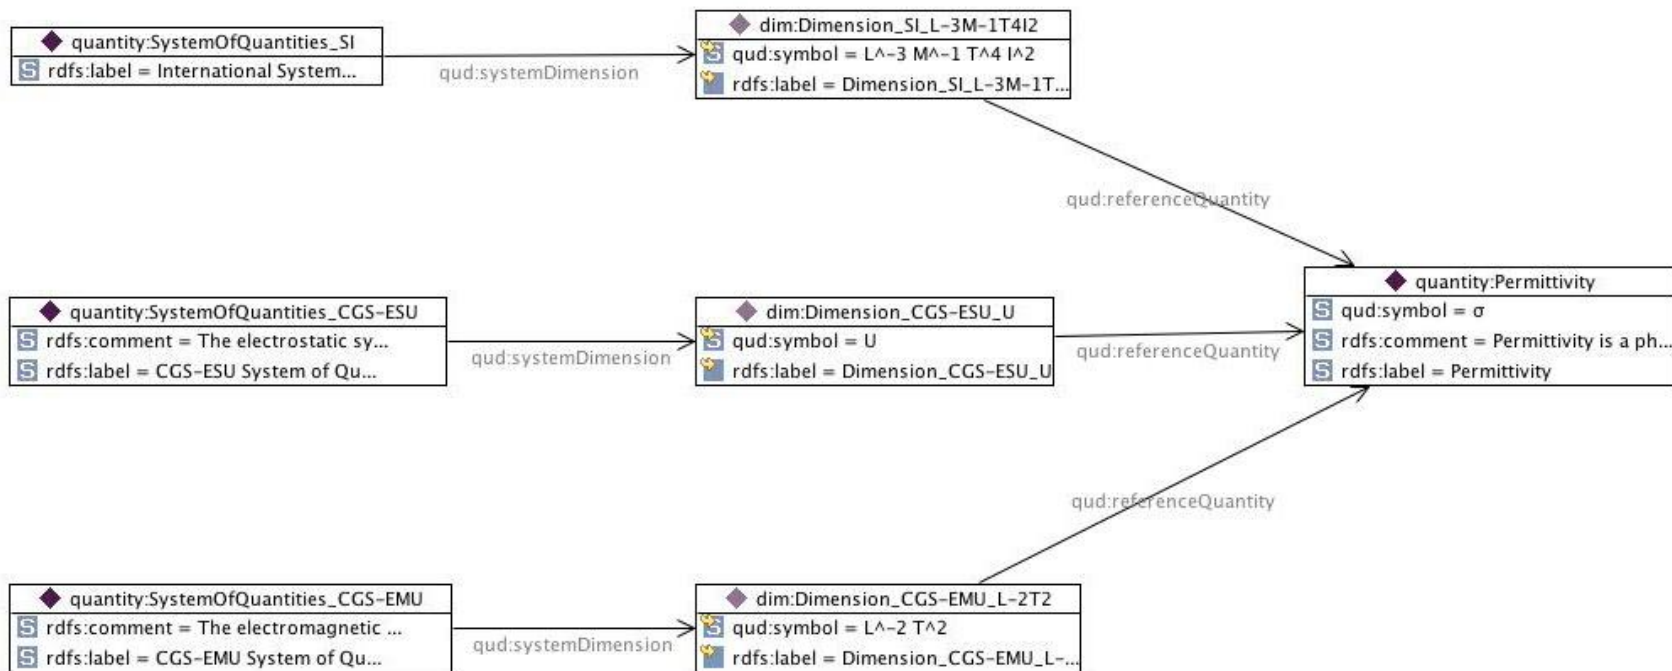 quantity:SystemOfQuantities_SI
rdfs:label = International System...
qud:systemDimension
dim:Dimension_SI_L-3M-1T4I2
qud:symbol = L^-3 M^-1 T^4 I^2
rdfs:label = Dimension_SI_L-3M-1T...
qud:referenceQuantity
quantity:SystemOfQuantities_CGS-ESU
rdfs:comment = The electrostatic sy...
rdfs:label = CGS-ESU System of Qu...
qud:systemDimension
dim:Dimension_CGS-ESU_U
qud:symbol = U
rdfs:label = Dimension_CGS-ESU_U
qud:referenceQuantity
quantity:Permittivity
qud:symbol = σ
rdfs:comment = Permittivity is a ph...
rdfs:label = Permittivity
qud:referenceQuantity
quantity:SystemOfQuantities_CGS-EMU
rdfs:comment = The electromagnetic ...
rdfs:label = CGS-EMU System of Qu...
qud:systemDimension
dim:Dimension_CGS-EMU_L-2T2
qud:symbol = L^-2 T^2
rdfs:label = Dimension_CGS-EMU_L-...